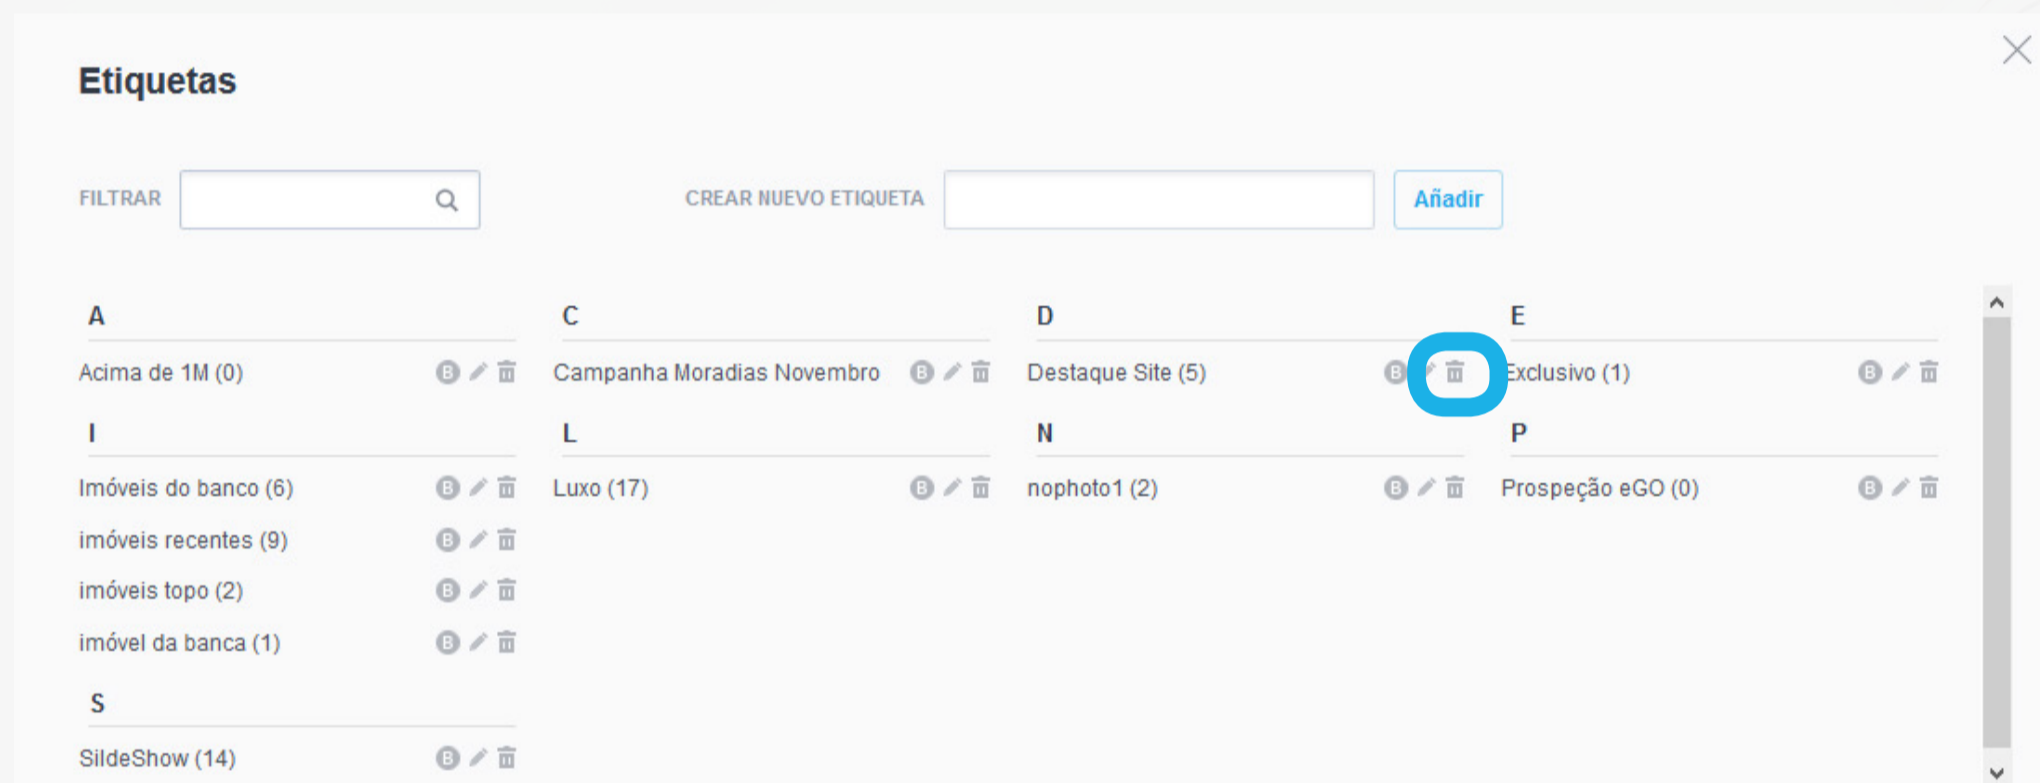 Etiquetas
FILTRAR
CREAR NUEVO ETIQUETA
Añadir
A
C
D
E
Acima de 1M (0) B
Campanha Moradias Novembro B
Destaque Site (5) B
Exclusivo (1) B
I
L
N
P
Imóveis do banco (6) B
Luxo (17) B
nophoto1 (2) B
Prospeção eGO (0) B
imóveis recentes (9) B
imóveis topo (2) B
imóvel da banca (1) B
S
SildeShow (14) B